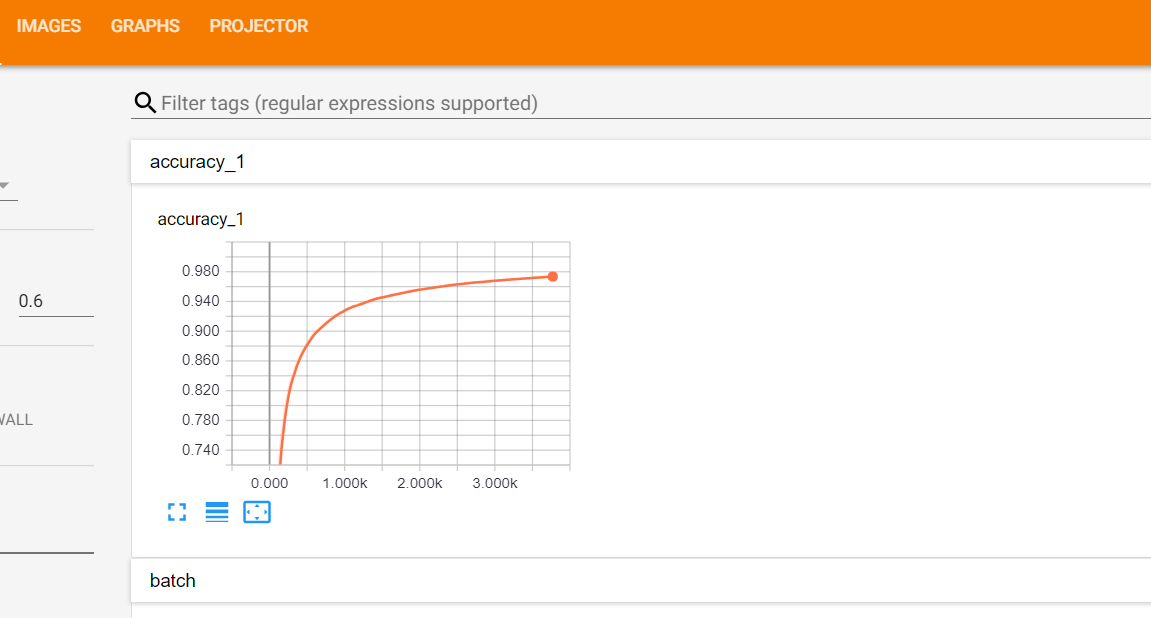 IMAGES GRAPHS PROJECTOR
Filter tags (regular expressions supported)
accuracy_1
accuracy_1
0.980
0.940
0.900
0.860
0.820
0.780
0.740
0.000 1.000k 2.000k 3.000k
0.6
WALL
batch